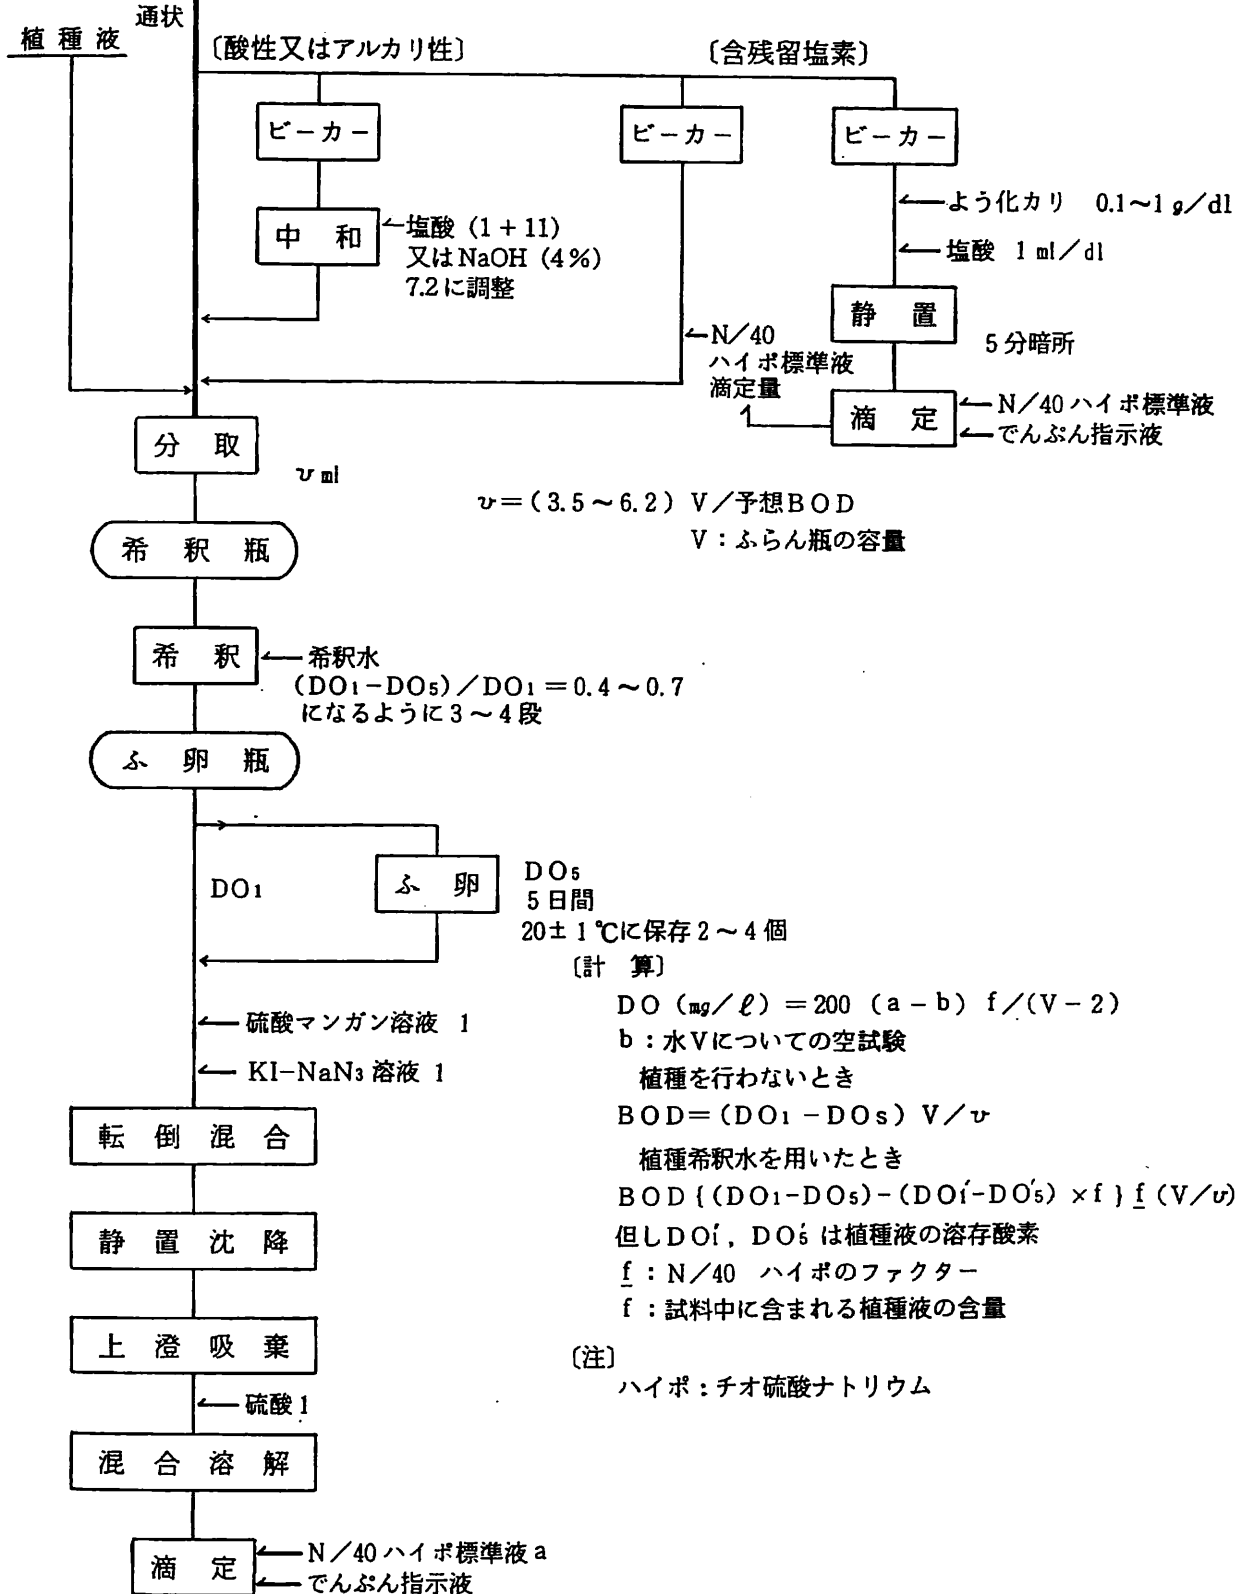 通状
植種液
〔酸性又はアルカリ性〕
〔含残留塩素〕
ビーカー
ビーカー
ビーカー
よう化カリ 0.1~1g/dl
中和
塩酸(1+11)
又はNaOH(4%)
7.2に調整
塩酸 1ml/dl
静置
5分暗所
N/40
ハイポ標準液
滴定量
滴定
N/40ハイポ標準液
でんぷん指示液
分取
vml
v=(3.5~6.2)V/予想BOD
V:ふらん瓶の容量
希釈瓶
希釈
希釈水
(DO1-DO5)/DO1=0.4~0.7
になるように3~4段
ふ卵瓶
DO1
ふ卵
DO5
5日間
20±1℃に保存2~4個
〔計算〕
DO(mg/ℓ)=200(a-b)f/(V-2)
b:水Vについての空試験
植種を行わないとき
BOD=(DO1-DOs)V/v
植種希釈水を用いたとき
BOD{(DO1-DO5)-(DO1′-DO′5)×f}f(V/v)
但しDO1′,DO5′は植種液の溶存酸素
f:N/40 ハイポのファクター
f:試料中に含まれる植種液の含量
〔注〕
ハイポ:チオ硫酸ナトリウム
硫酸マンガン溶液 1
KI-NaN3溶液 1
転倒混合
静置沈降
上澄吸棄
硫酸1
混合溶解
滴定
N/40ハイポ標準液a
でんぷん指示液